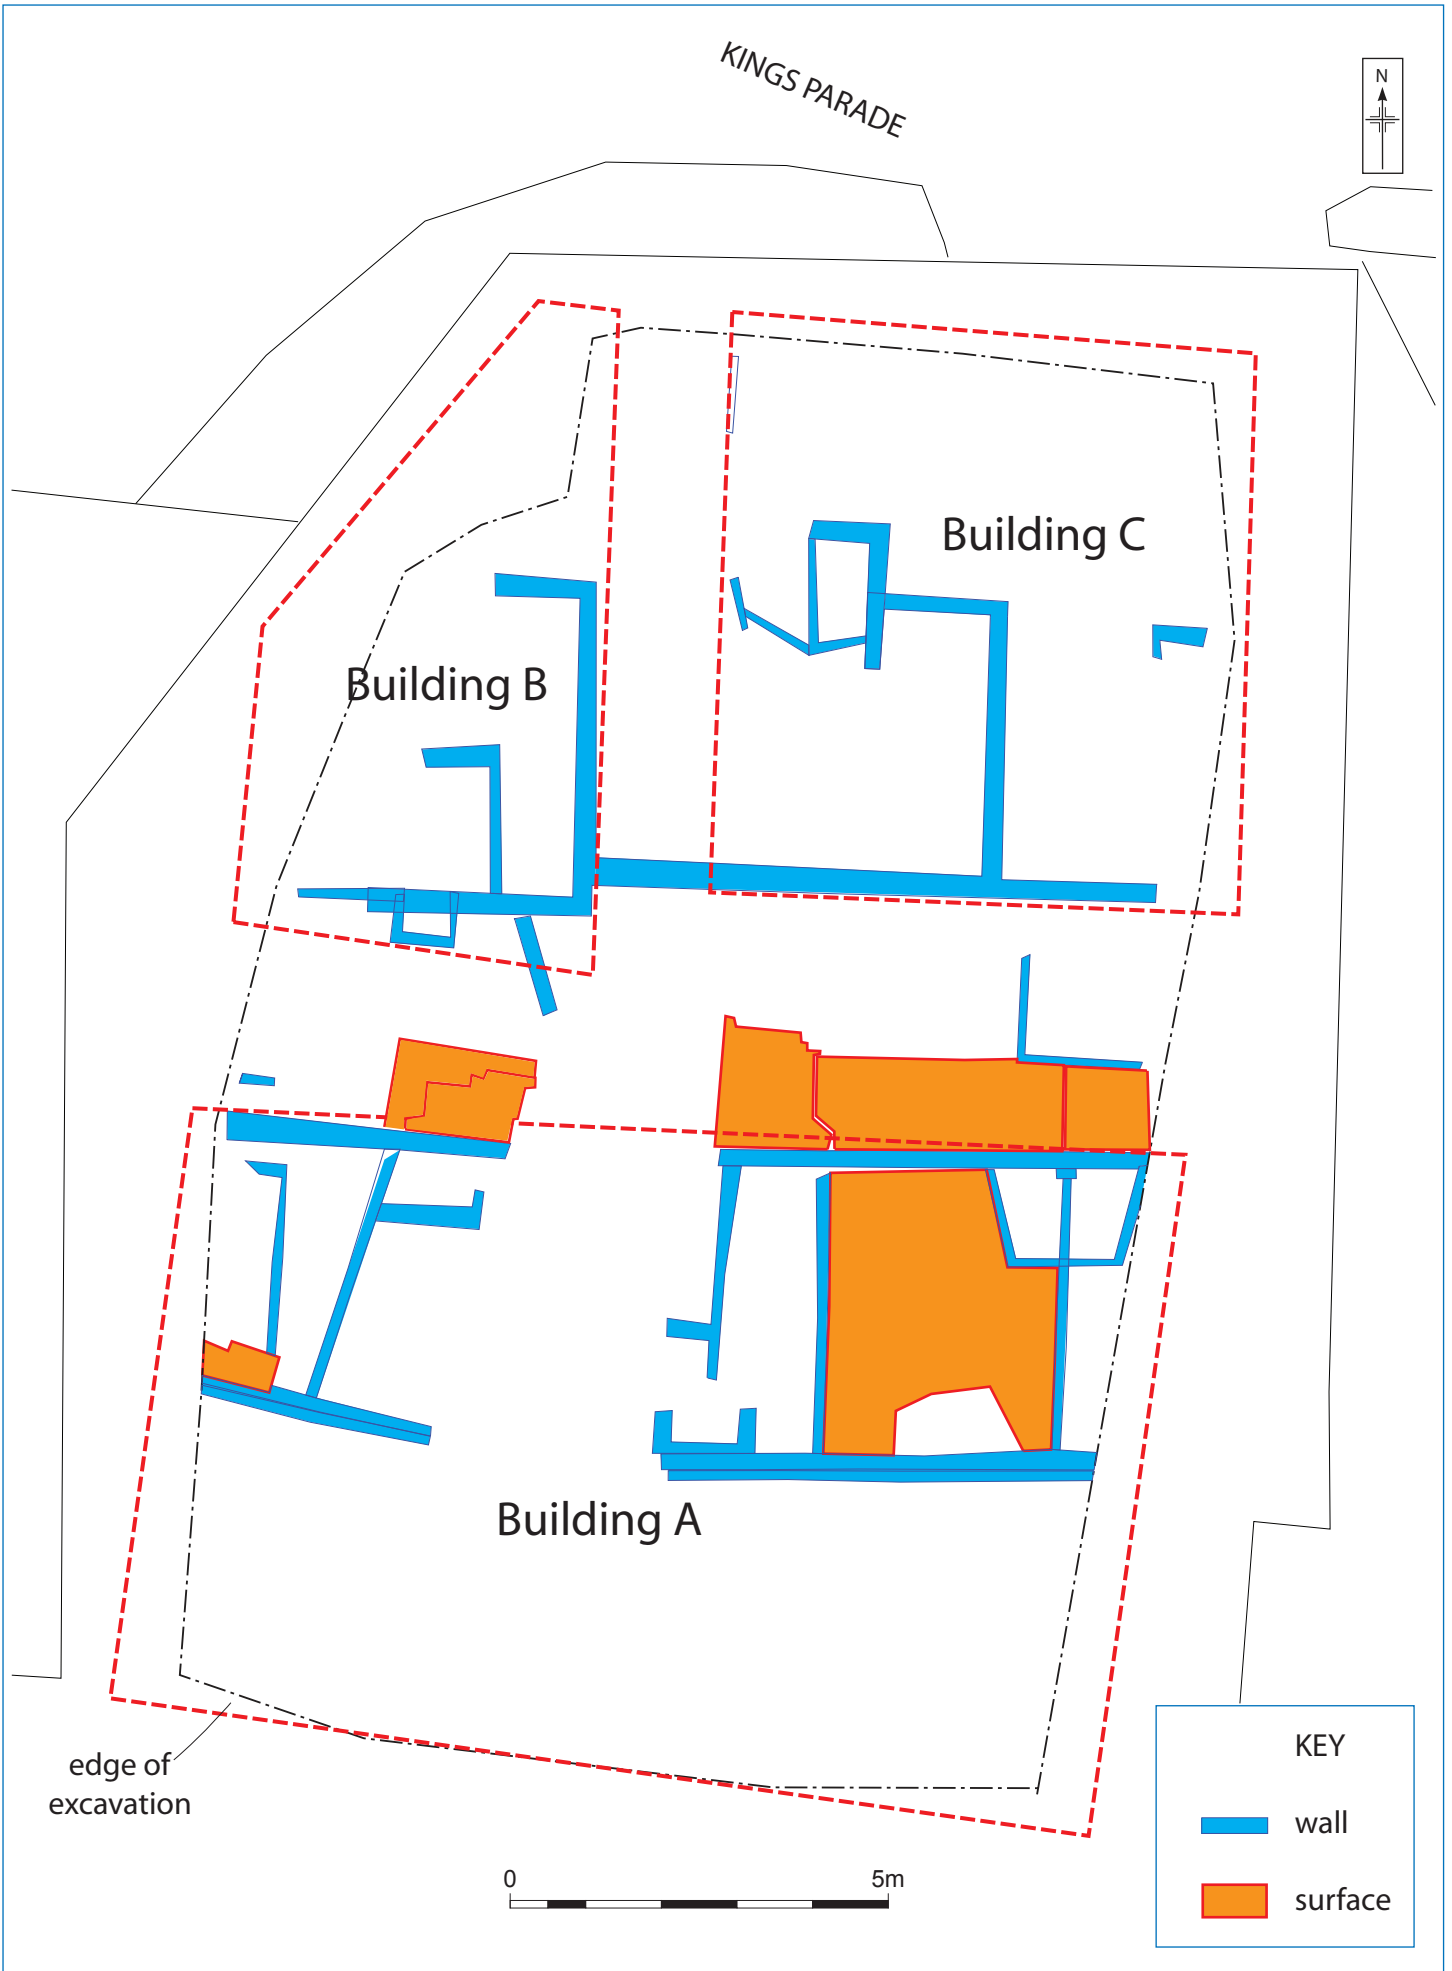 KINGS PARADE
N
Building C
Building B
Building A
edge of
excavation
0 5m
KEY
wall
surface